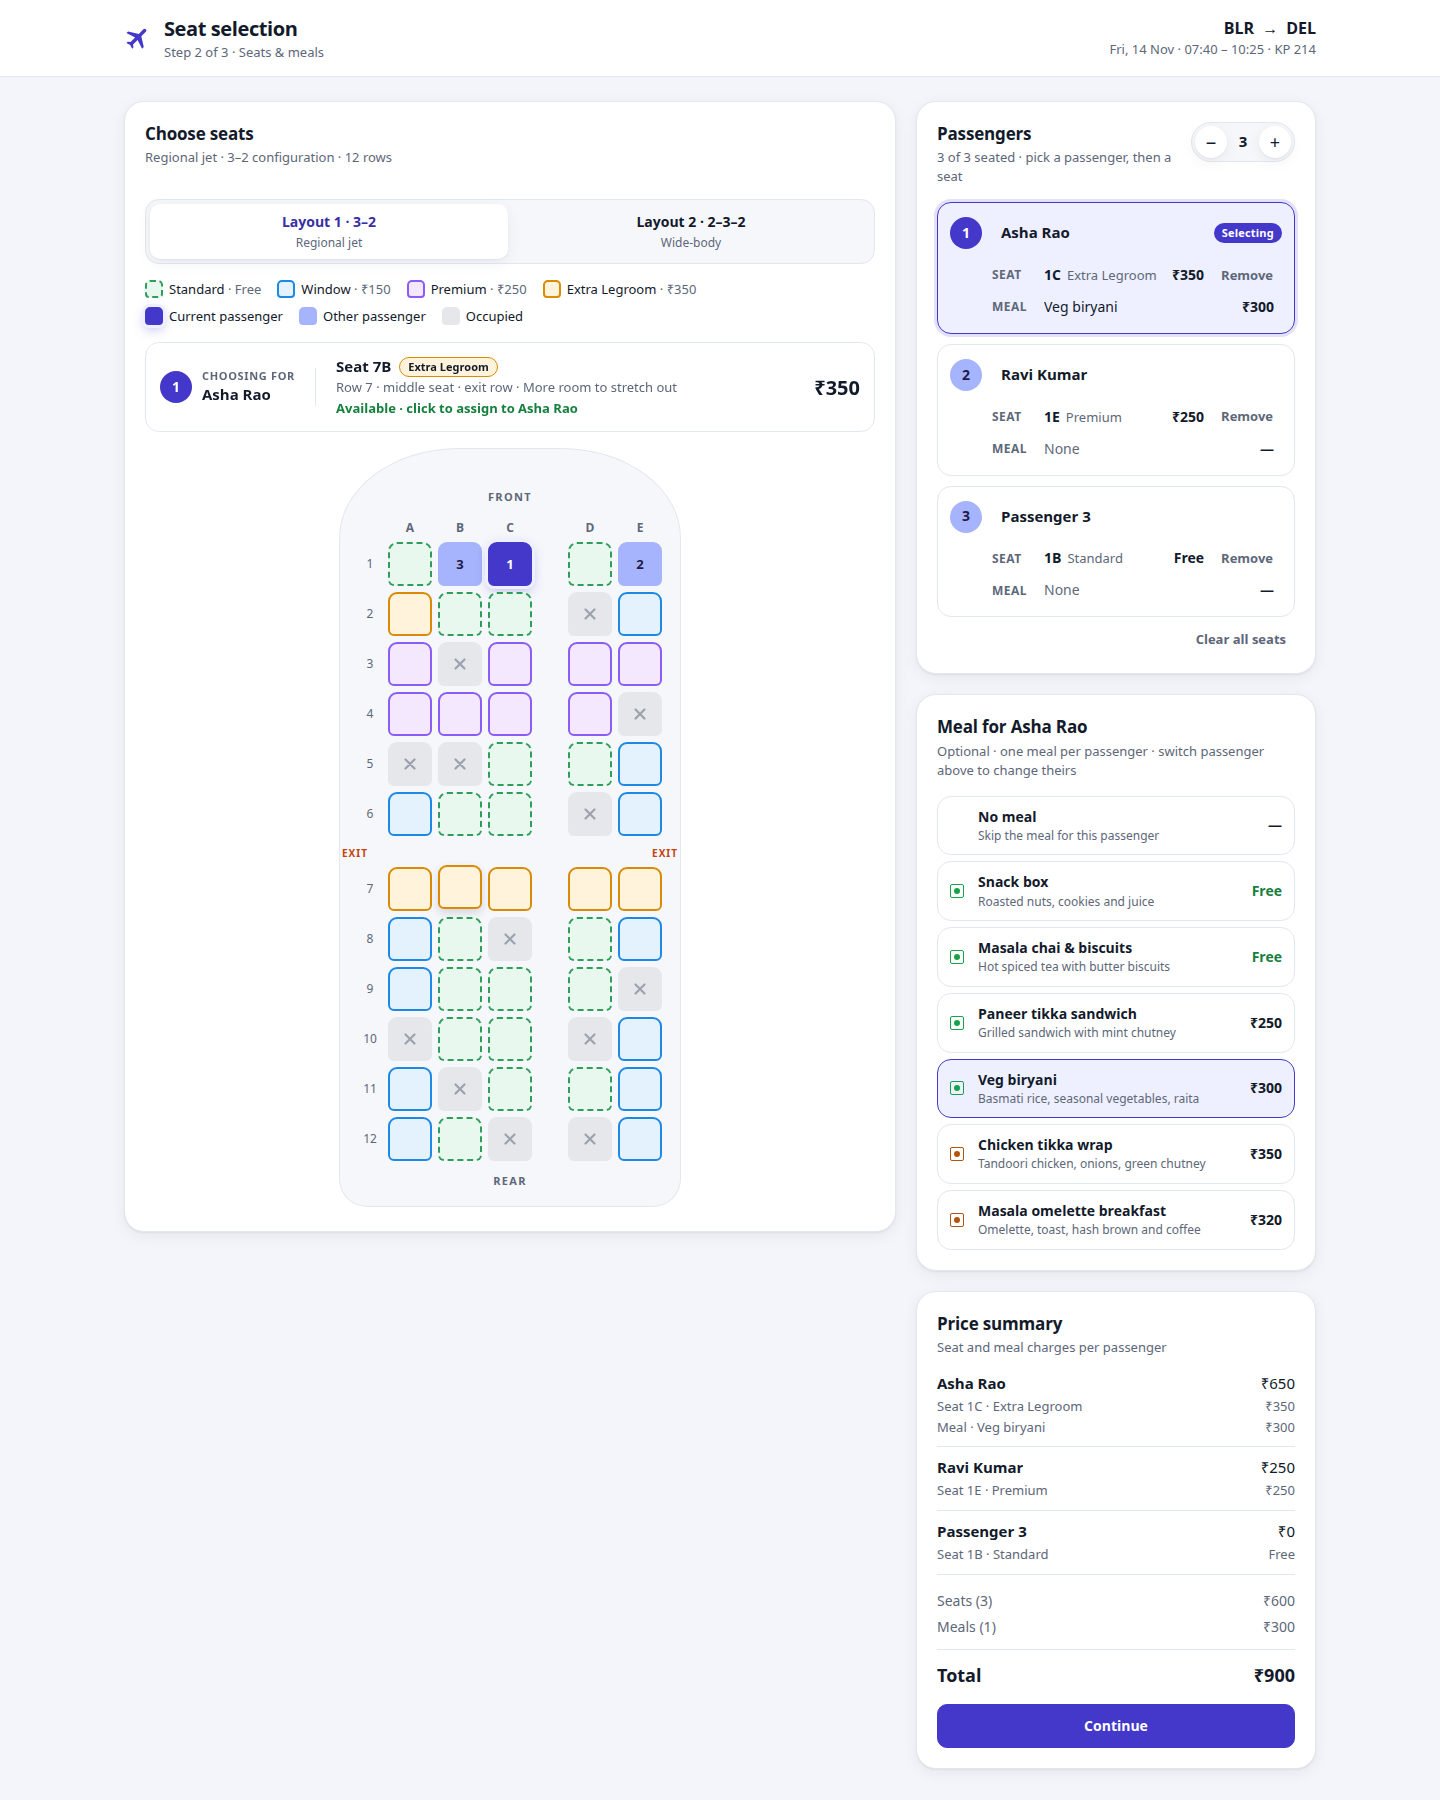 Seat selection
Step 2 of 3 · Seats & meals
BLR → DEL
Fri, 14 Nov · 07:40 – 10:25 · KP 214
Choose seats
Regional jet · 3–2 configuration · 12 rows
Layout 1 · 3–2
Regional jet
Layout 2 · 2–3–2
Wide-body
Standard · Free
Window · ₹150
Premium · ₹250
Extra Legroom · ₹350
Current passenger
Other passenger
Occupied
1
CHOOSING FOR
Asha Rao
Seat 7B Extra Legroom
Row 7 · middle seat · exit row · More room to stretch out
Available · click to assign to Asha Rao
₹350
FRONT
A B C D E
1 3 1 2
2
3
4
5
6
EXIT EXIT
7
8
9
10
11
12
REAR
Passengers
3 of 3 seated · pick a passenger, then a
seat
− 3 +
1 Asha Rao Selecting
SEAT 1C Extra Legroom ₹350 Remove
MEAL Veg biryani ₹300
2 Ravi Kumar
SEAT 1E Premium ₹250 Remove
MEAL None —
3 Passenger 3
SEAT 1B Standard Free Remove
MEAL None —
Clear all seats
Meal for Asha Rao
Optional · one meal per passenger · switch passenger
above to change theirs
No meal
Skip the meal for this passenger
—
Snack box
Roasted nuts, cookies and juice
Free
Masala chai & biscuits
Hot spiced tea with butter biscuits
Free
Paneer tikka sandwich
Grilled sandwich with mint chutney
₹250
Veg biryani
Basmati rice, seasonal vegetables, raita
₹300
Chicken tikka wrap
Tandoori chicken, onions, green chutney
₹350
Masala omelette breakfast
Omelette, toast, hash brown and coffee
₹320
Price summary
Seat and meal charges per passenger
Asha Rao ₹650
Seat 1C · Extra Legroom ₹350
Meal · Veg biryani ₹300
Ravi Kumar ₹250
Seat 1E · Premium ₹250
Passenger 3 ₹0
Seat 1B · Standard Free
Seats (3) ₹600
Meals (1) ₹300
Total ₹900
Continue